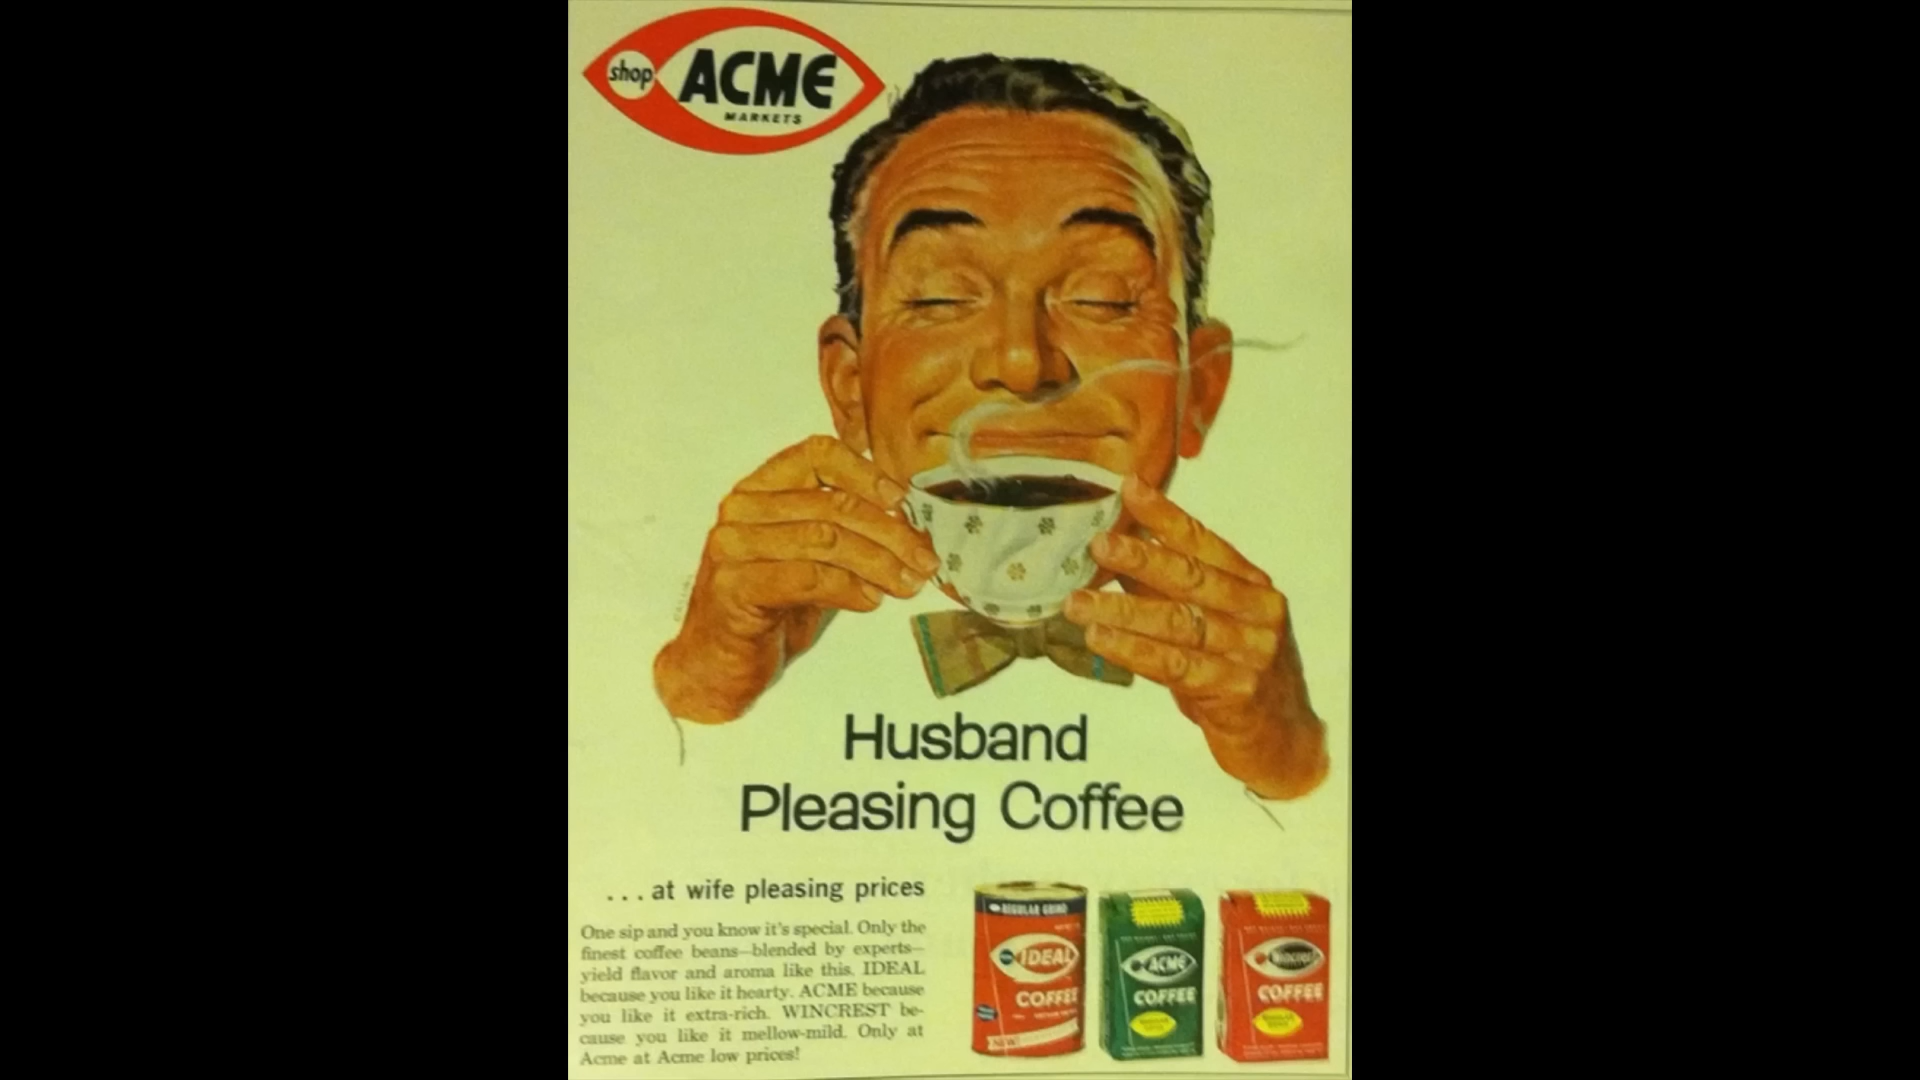 shop ACME
MARKETS
Husband
Pleasing Coffee
...at wife pleasing prices
One sip and you know it's special. Only the
finest coffee beans—blended by experts—
yield flavor and aroma like this. IDEAL
because you like it hearty. ACME because
you like it extra-rich. WINCREST be-
cause you like it mellow-mild. Only at
Acme at Acme low prices!
REGULAR GRIND
IDEAL
COFFEE
NEW!
ACME
COFFEE
Wincrest
COFFEE